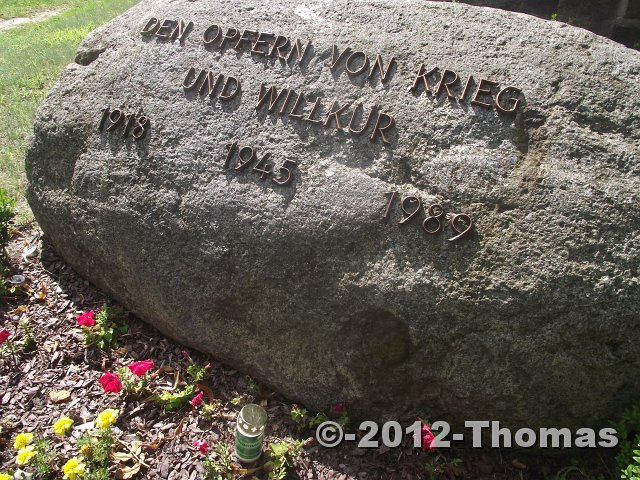 DEN OPFERN VON KRIEG
UND WILLKÜR
1918 1945 1989
©-2012-Thomas